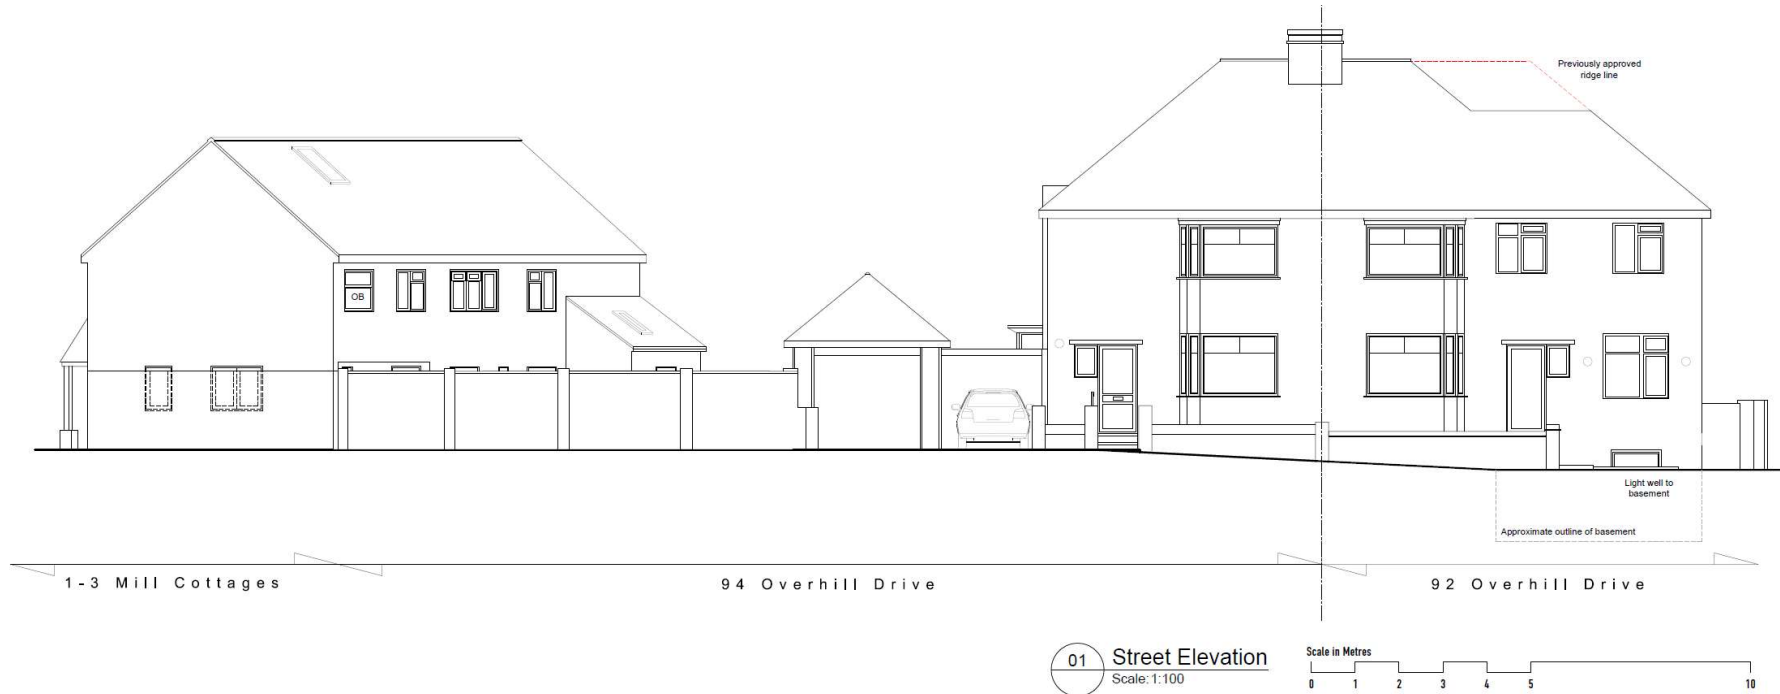 Previously approved
ridge line
OB
Light well to
basement
Approximate outline of basement
1-3 Mill Cottages
94 Overhill Drive
92 Overhill Drive
01
Street Elevation
Scale:1:100
Scale in Metres
0 1 2 3 4 5 10